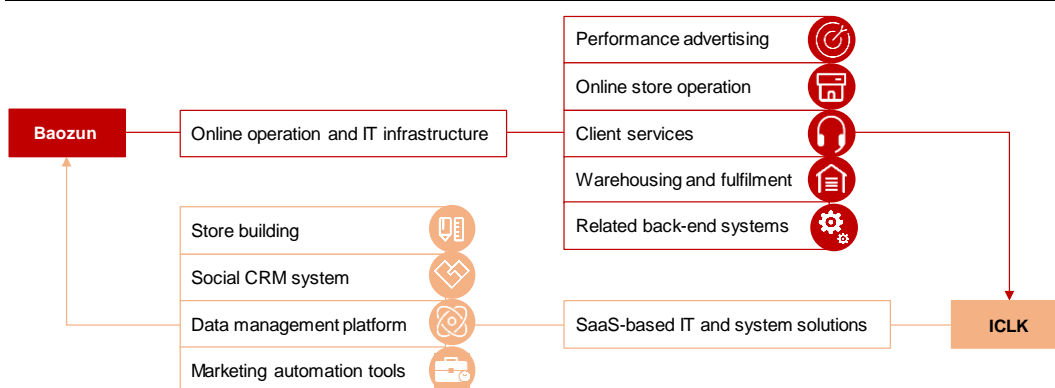 Performance advertising
Online store operation
Baozun
Online operation and IT infrastructure
Client services
Warehousing and fulfilment
Related back-end systems
Store building
Social CRM system
Data management platform
SaaS-based IT and system solutions
ICLK
Marketing automation tools